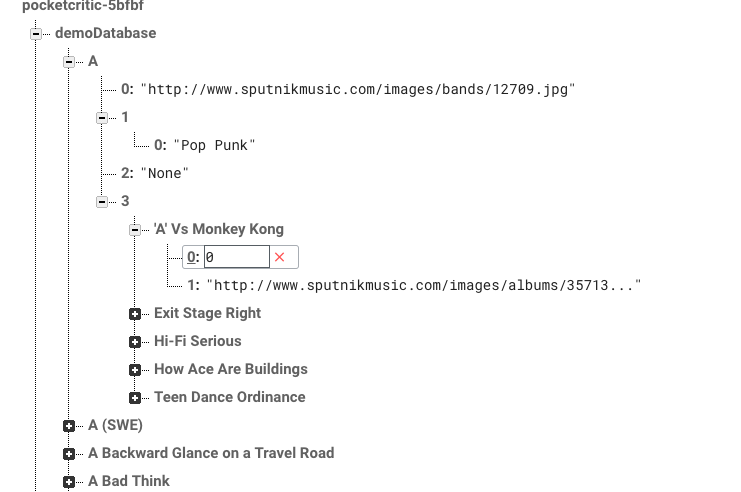 pocketcritic-5bfbf
demoDatabase
A
0: "http://www.sputnikmusic.com/images/bands/12709.jpg"
1
0: "Pop Punk"
2: "None"
3
'A' Vs Monkey Kong
0: 0
1: "http://www.sputnikmusic.com/images/albums/35713..."
Exit Stage Right
Hi-Fi Serious
How Ace Are Buildings
Teen Dance Ordinance
A (SWE)
A Backward Glance on a Travel Road
A Bad Think